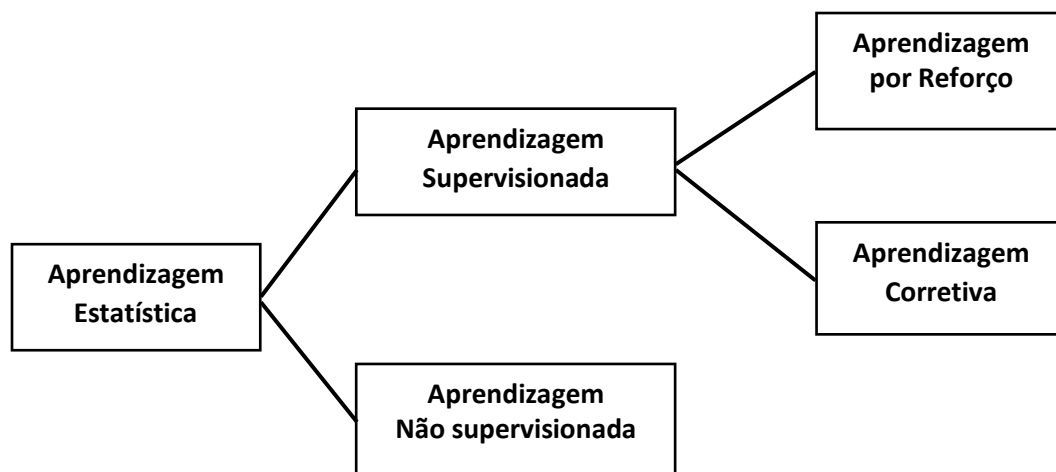 Aprendizagem
por Reforço
Aprendizagem
Supervisionada
Aprendizagem
Corretiva
Aprendizagem
Estatística
Aprendizagem
Não supervisionada